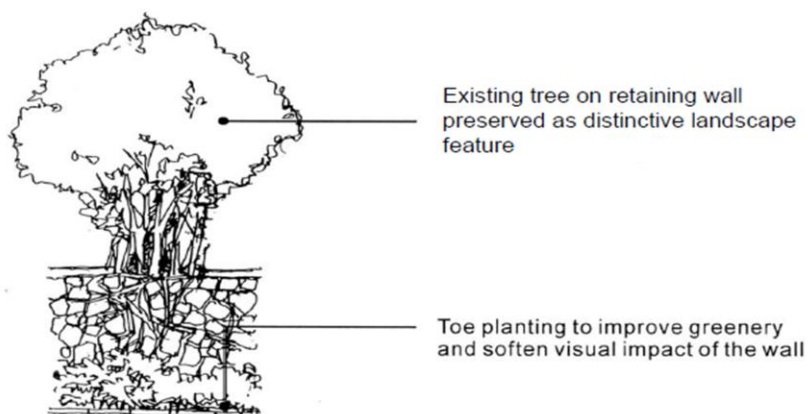 Existing tree on retaining wall
preserved as distinctive landscape
feature
Toe planting to improve greenery
and soften visual impact of the wall